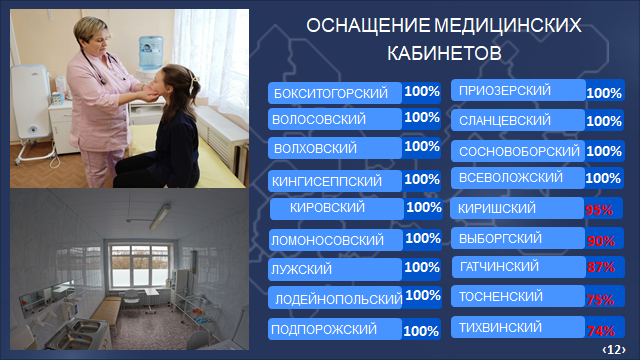 ОСНАЩЕНИЕ МЕДИЦИНСКИХ
КАБИНЕТОВ
БОКСИТОГОРСКИЙ 100%
ВОЛОСОВСКИЙ 100%
ВОЛХОВСКИЙ 100%
КИНГИСЕППСКИЙ 100%
КИРОВСКИЙ 100%
ЛОМОНОСОВСКИЙ 100%
ЛУЖСКИЙ 100%
ЛОДЕЙНОПОЛЬСКИЙ 100%
ПОДПОРОЖСКИЙ 100%
ПРИОЗЕРСКИЙ 100%
СЛАНЦЕВСКИЙ 100%
СОСНОВОБОРСКИЙ 100%
ВСЕВОЛОЖСКИЙ 100%
КИРИШСКИЙ 95%
ВЫБОРГСКИЙ 90%
ГАТЧИНСКИЙ 87%
ТОСНЕНСКИЙ 75%
ТИХВИНСКИЙ 74%
‹12›